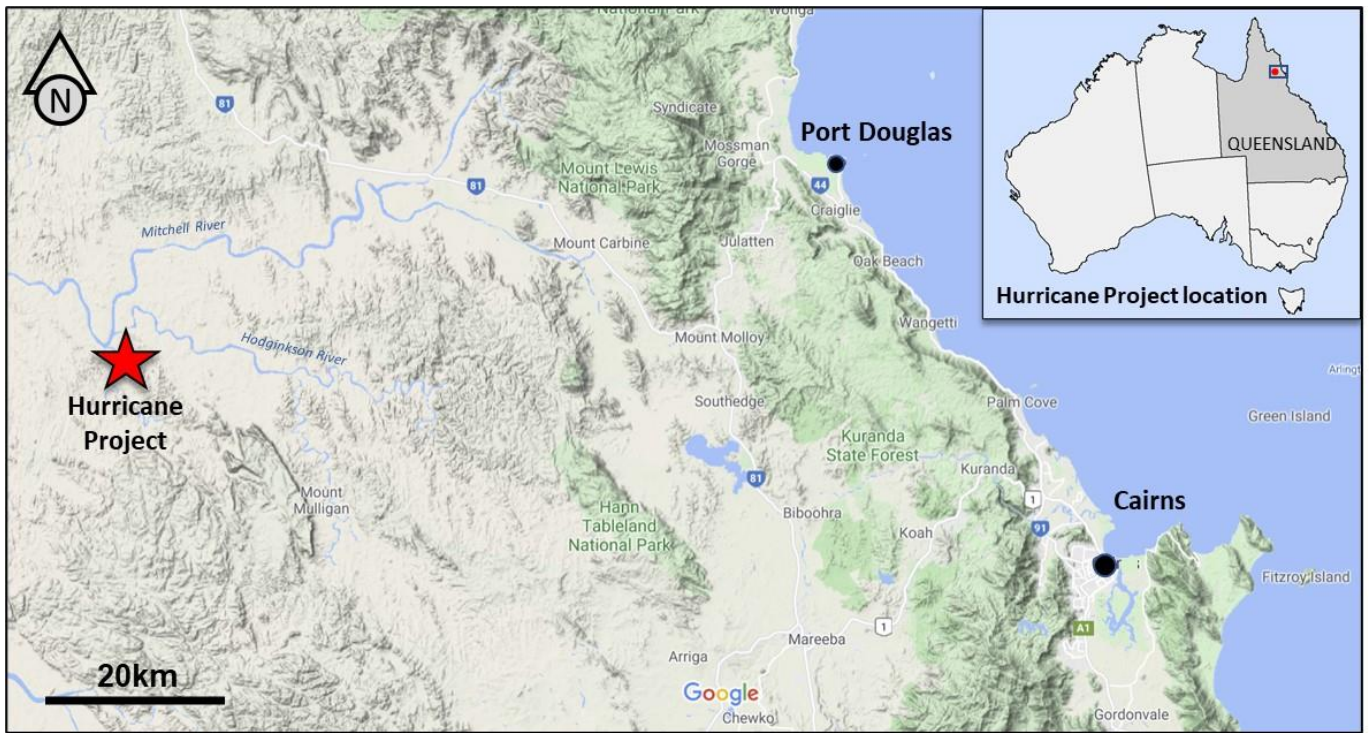 National Park
Wonga
N
81
Syndicate
Port Douglas
Mossman
Gorge
Mount Lewis
National Park
81
44
Craiglie
QUEENSLAND
Mitchell River
Mount Carbine
Julatten
Oak Beach
Hurricane Project location
Wangetti
Mount Molloy
Hodginkson River
Hurricane
Project
Southedge
Palm Cove
Arlingt
Green Island
Kuranda
State Forest
Kuranda
81
1
Mount
Mulligan
Hann
Tableland
National Park
Biboohra
Koah
91
Cairns
Fitzroy Island
20km
Arriga
Mareeba
1
A1
Google
Chewko
Gordonvale